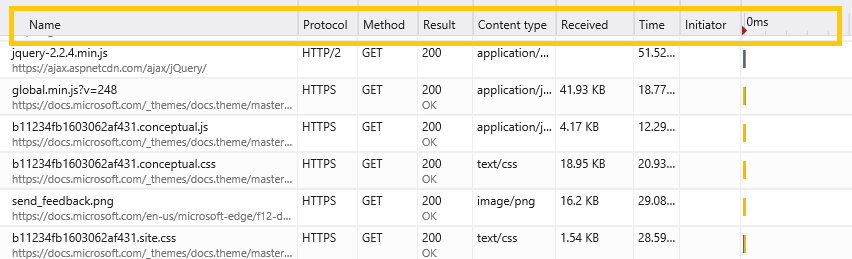 Name Protocol Method Result Content type Received Time Initiator 0ms
jquery-2.2.4.min.js HTTP/2 GET 200 application/... 51.52...
https://ajax.aspnetcdn.com/ajax/jQuery/
global.min.js?v=248 HTTPS GET 200 application/j... 41.93 KB 18.77...
https://docs.microsoft.com/_themes/docs.theme/master... OK
b11234fb1603062af431.conceptual.js HTTPS GET 200 application/j... 4.17 KB 12.29...
https://docs.microsoft.com/_themes/docs.theme/master... OK
b11234fb1603062af431.conceptual.css HTTPS GET 200 text/css 18.95 KB 20.93...
https://docs.microsoft.com/_themes/docs.theme/master... OK
send_feedback.png HTTPS GET 200 image/png 16.2 KB 29.08...
https://docs.microsoft.com/en-us/microsoft-edge/f12-d... OK
b11234fb1603062af431.site.css HTTPS GET 200 text/css 1.54 KB 28.59...
https://docs.microsoft.com/_themes/docs.theme/master... OK